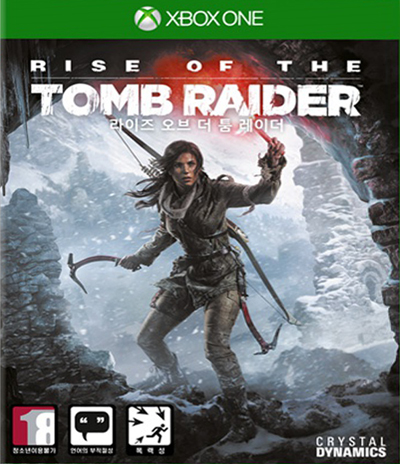 XBOX ONE
RISE OF THE
TOMB RAIDER
라이즈 오브 더 툼 레이더
18
청소년이용불가
언어의 부적절성
폭력성
CRYSTAL
DYNAMICS